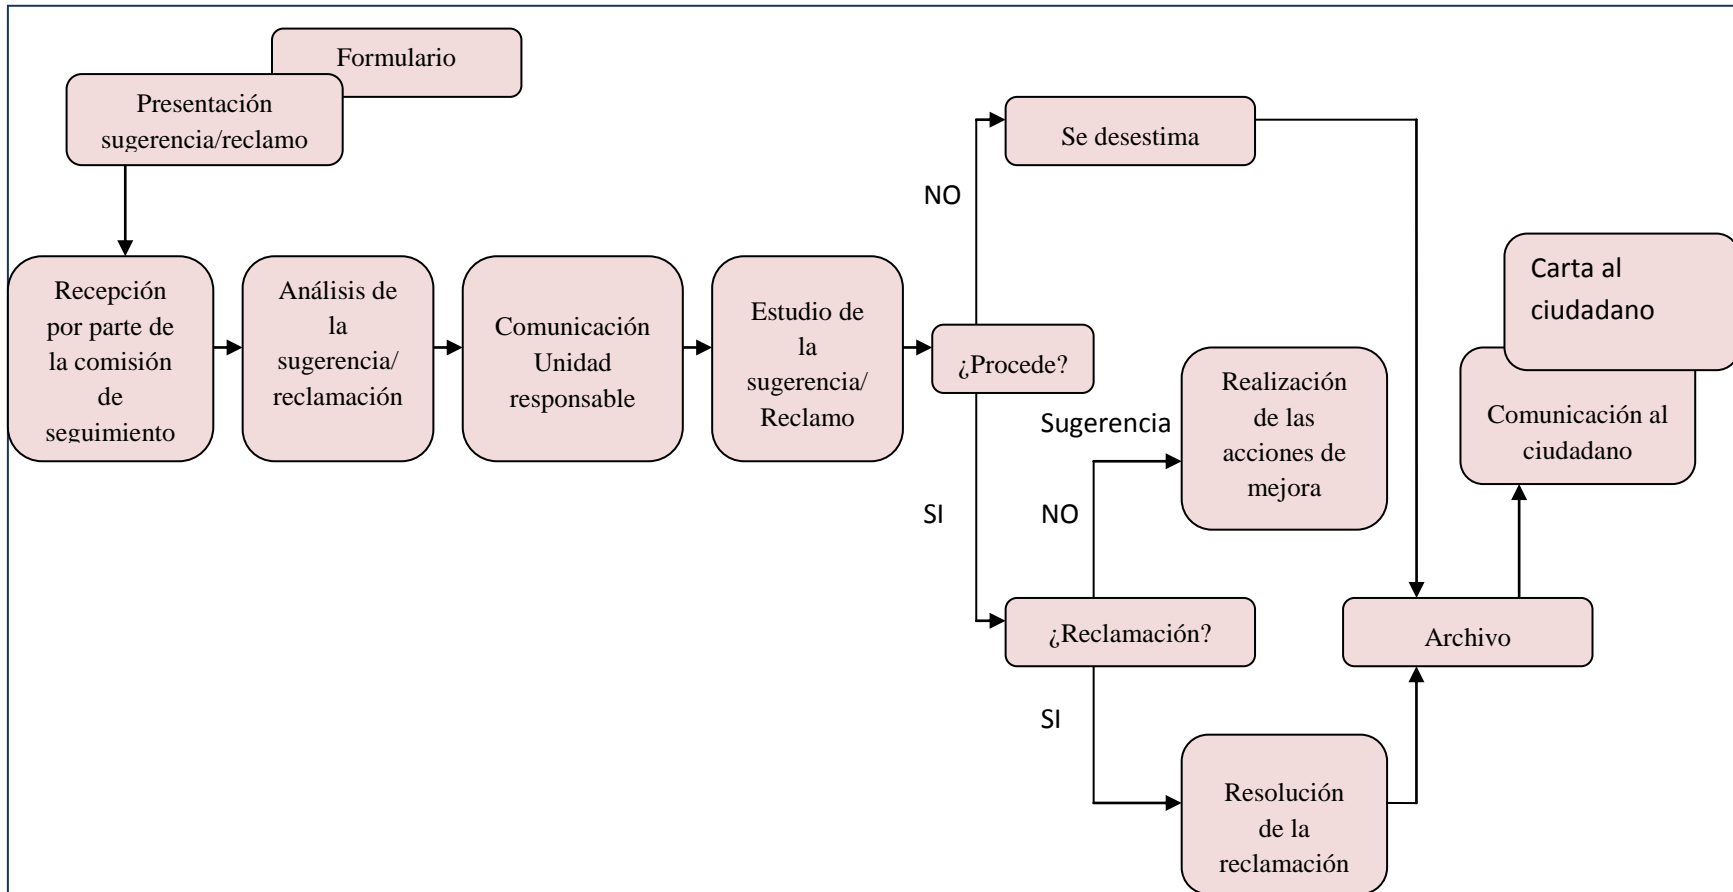 Formulario
Presentación
sugerencia/reclamo
Recepción
por parte de
la comisión
de
seguimiento
Análisis de
la
sugerencia/
reclamación
Comunicación
Unidad
responsable
Estudio de
la
sugerencia/
Reclamo
¿Procede?
NO
Se desestima
SI
¿Reclamación?
Sugerencia
NO
Realización
de las
acciones de
mejora
SI
Resolución
de la
reclamación
Archivo
Comunicación al
ciudadano
Carta al
ciudadano